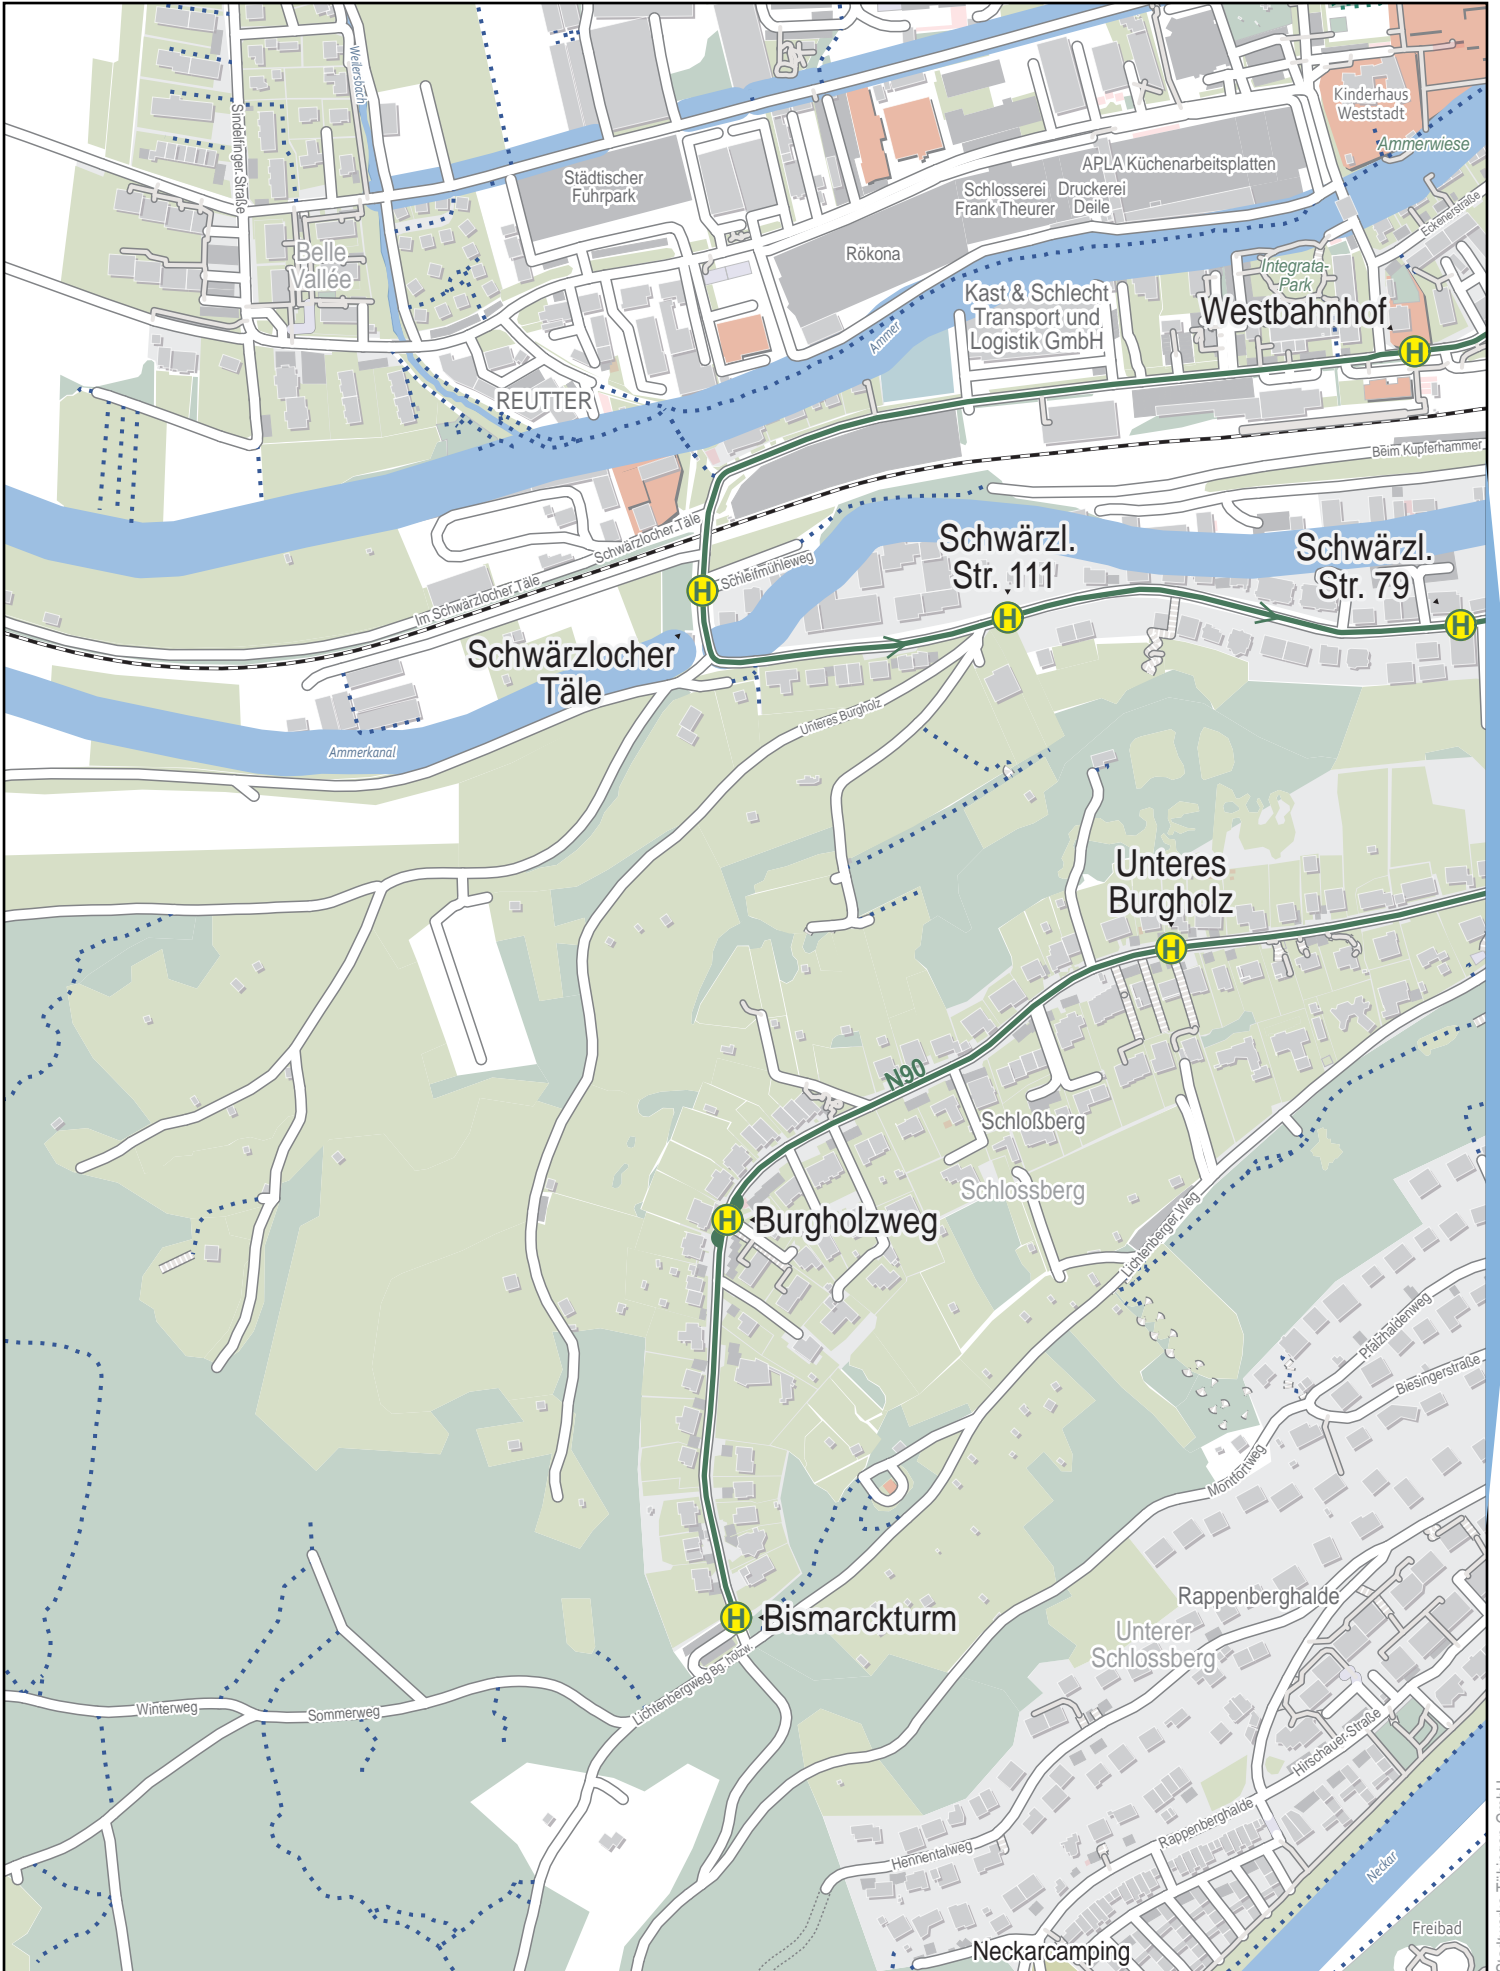 Weilersbach
Sindelfinger Straße
Belle
Vallée
Städtischer
Fuhrpark
Kinderhaus
Weststadt
Ammerwiese
APLA Küchenarbeitsplatten
Schlosserei
Frank Theurer
Druckerei
Deile
Rökona
Eckenerstraße
Integrata-
Park
Kast & Schlecht
Transport und
Logistik GmbH
Westbahnhof
H
Ammer
REUTTER
Beim Kupferhammer
Schwärzlocher-Täle
Im Schwärzlocher Täle
Schleifmühleweg
H
Schwärzl.
Str. 111
H
Schwärzl.
Str. 79
H
Schwärzlocher
Täle
Unteres Burgholz
Ammerkanal
Unteres
Burgholz
H
N90
Schloßberg
Schlossberg
H
Burgholzweg
Lichtenberger Weg
Pfalzhaldenweg
Biesingerstraße
Montfortweg
H
Bismarckturm
Rappenberghalde
Unterer
Schlossberg
Lichtenbergweg Bg. holzw.
Winterweg
Sommerweg
Hirschauer-Straße
Rappenberghalde
Hennentalweg
Neckar
Neckarcamping
Freibad